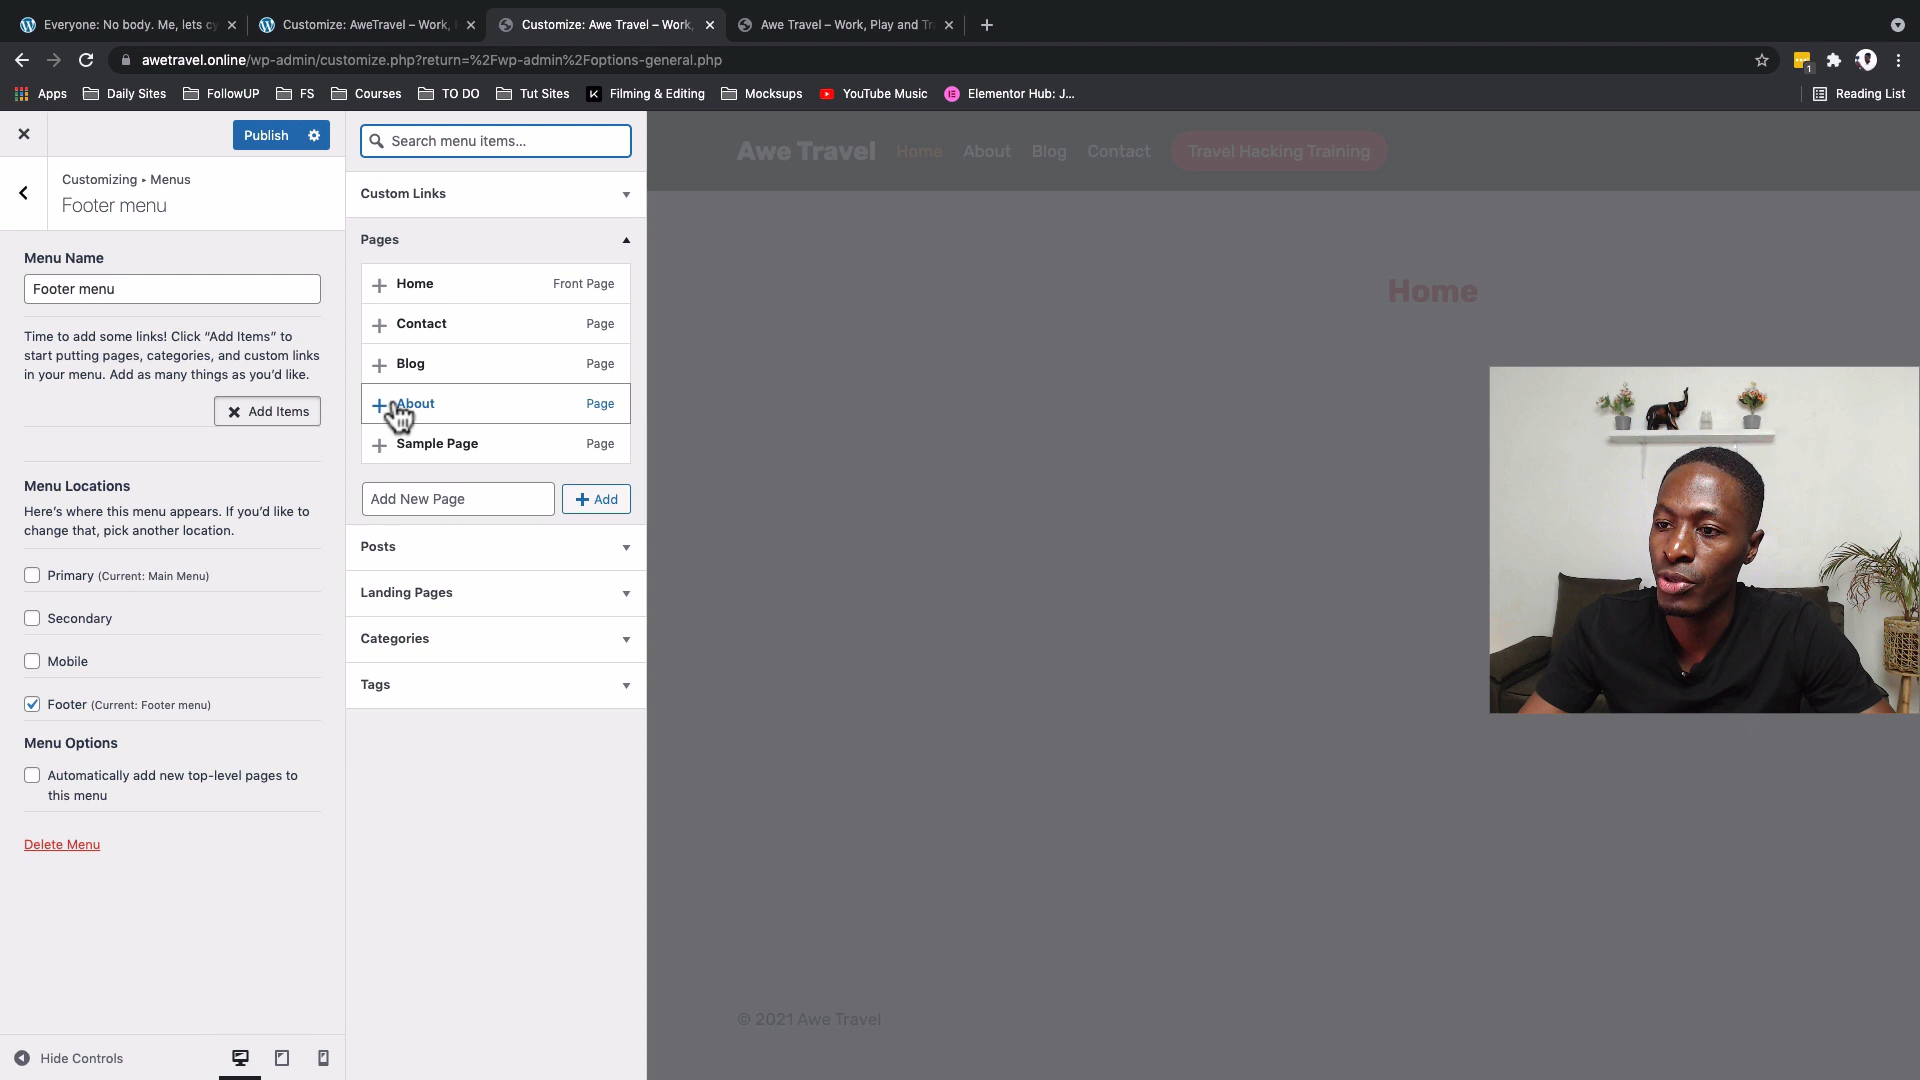 Everyone: No body. Me, lets cy
Customize: AweTravel – Work,
Customize: Awe Travel – Work,
Awe Travel – Work, Play and Tr
awetravel.online/wp-admin/customize.php?return=%2Fwp-admin%2Foptions-general.php
1
Apps
Daily Sites
FollowUP
FS
Courses
TO DO
Tut Sites
Filming & Editing
Mocksups
YouTube Music
Elementor Hub: J...
Reading List
Publish
Customizing ▸ Menus
Footer menu
Menu Name
Footer menu
Time to add some links! Click “Add Items” to
start putting pages, categories, and custom links
in your menu. Add as many things as you’d like.
Add Items
Menu Locations
Here’s where this menu appears. If you’d like to
change that, pick another location.
Primary (Current: Main Menu)
Secondary
Mobile
Footer (Current: Footer menu)
Menu Options
Automatically add new top-level pages to
this menu
Delete Menu
Hide Controls
Search menu items...
Custom Links
Pages
Home Front Page
Contact Page
Blog Page
About Page
Sample Page Page
Add New Page
Add
Posts
Landing Pages
Categories
Tags
Awe Travel
Home
About
Blog
Contact
Travel Hacking Training
Home
© 2021 Awe Travel